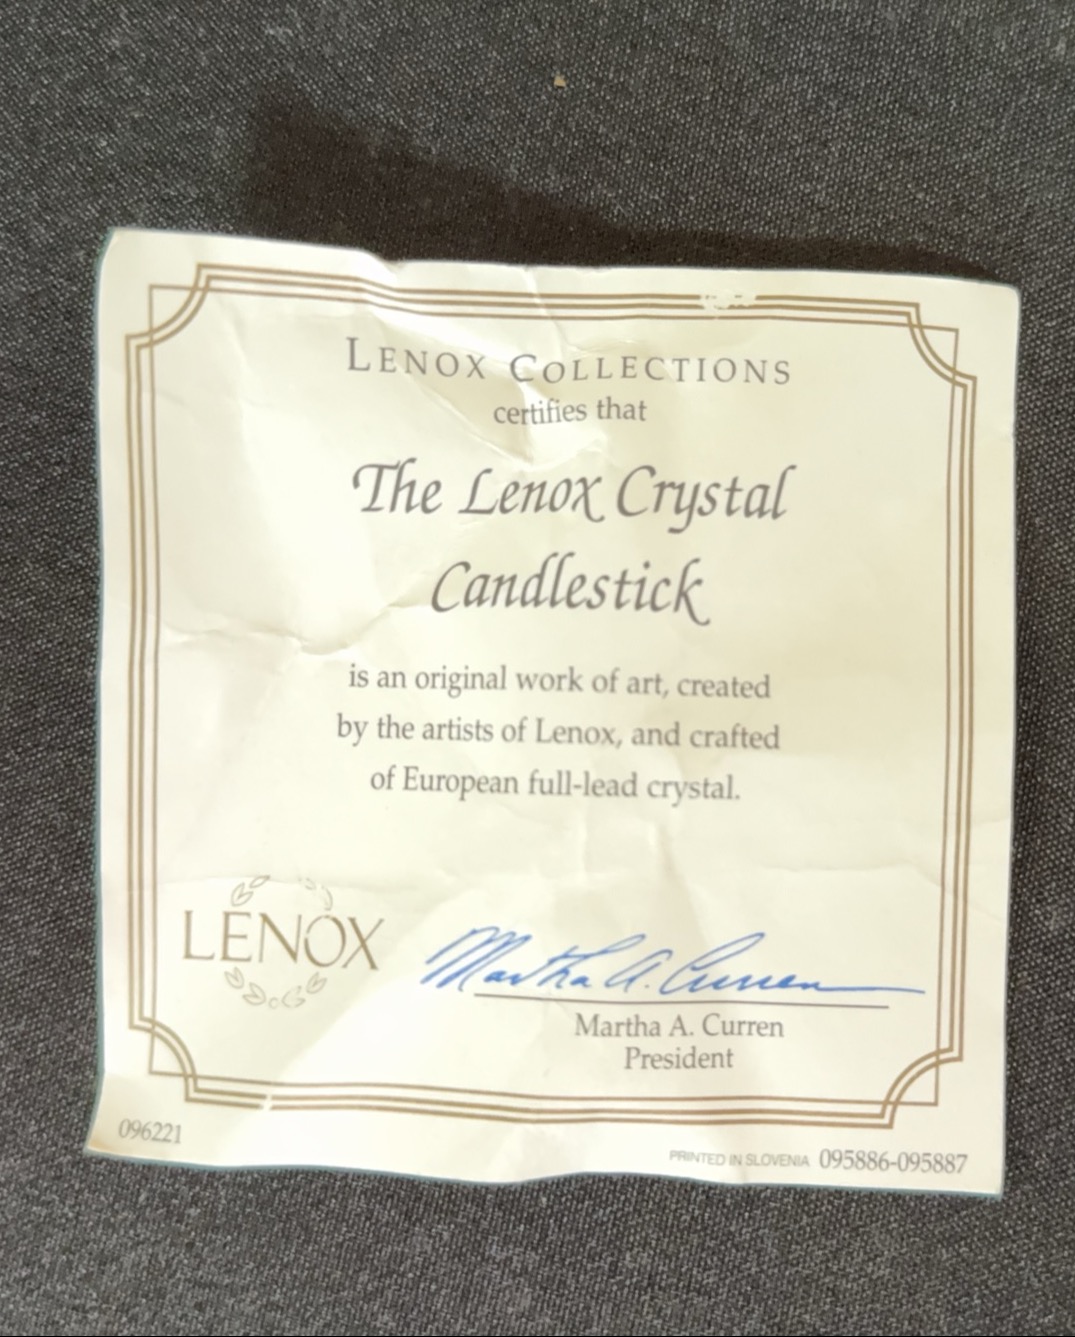 LENOX COLLECTIONS
certifies that
The Lenox Crystal
Candlestick
is an original work of art, created
by the artists of Lenox, and crafted
of European full-lead crystal.
LENOX
Martha A. Curren
Martha A. Curren
President
096221
PRINTED IN SLOVENIA 095886-095887